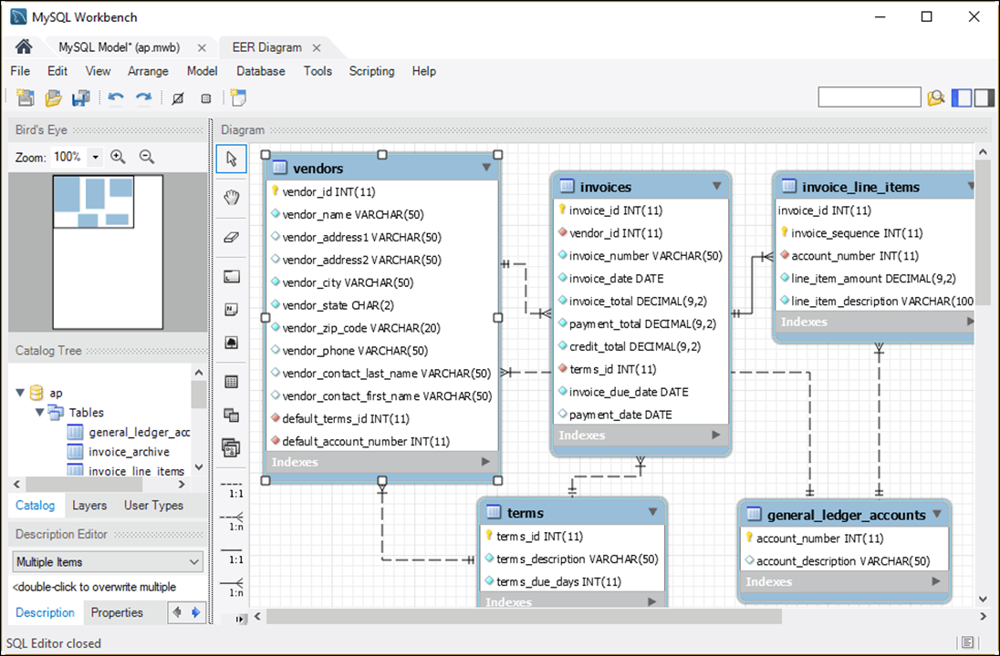 MySQL Workbench
MySQL Model* (ap.mwb)
EER Diagram
File Edit View Arrange Model Database Tools Scripting Help
Bird's Eye
Zoom: 100%
Catalog Tree
ap
Tables
general_ledger_acc
invoice_archive
invoice_line_items
Catalog Layers User Types
Description Editor
Multiple Items
<double-click to overwrite multiple
Description Properties
1:1
1:n
1:1
1:n
Diagram
vendors
vendor_id INT(11)
vendor_name VARCHAR(50)
vendor_address1 VARCHAR(50)
vendor_address2 VARCHAR(50)
vendor_city VARCHAR(50)
vendor_state CHAR(2)
vendor_zip_code VARCHAR(20)
vendor_phone VARCHAR(50)
vendor_contact_last_name VARCHAR(50)
vendor_contact_first_name VARCHAR(50)
default_terms_id INT(11)
default_account_number INT(11)
Indexes
invoices
invoice_id INT(11)
vendor_id INT(11)
invoice_number VARCHAR(50)
invoice_date DATE
invoice_total DECIMAL(9,2)
payment_total DECIMAL(9,2)
credit_total DECIMAL(9,2)
terms_id INT(11)
invoice_due_date DATE
payment_date DATE
Indexes
invoice_line_items
invoice_id INT(11)
invoice_sequence INT(11)
account_number INT(11)
line_item_amount DECIMAL(9,2)
line_item_description VARCHAR(100
Indexes
terms
terms_id INT(11)
terms_description VARCHAR(50)
terms_due_days INT(11)
Indexes
general_ledger_accounts
account_number INT(11)
account_description VARCHAR(50)
Indexes
SQL Editor closed